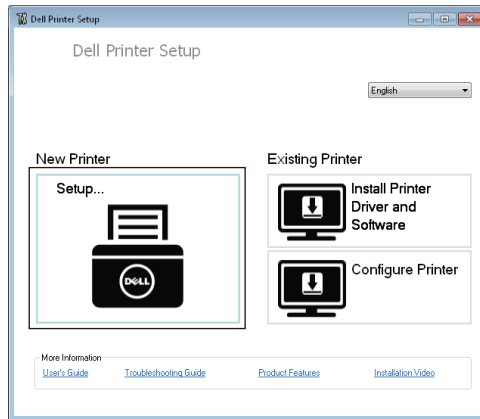 Dell Printer Setup
Dell Printer Setup
English
New Printer
Setup...
DELL
Existing Printer
Install Printer
Driver and
Software
Configure Printer
More Information
User's Guide
Troubleshooting Guide
Product Features
Installation Video